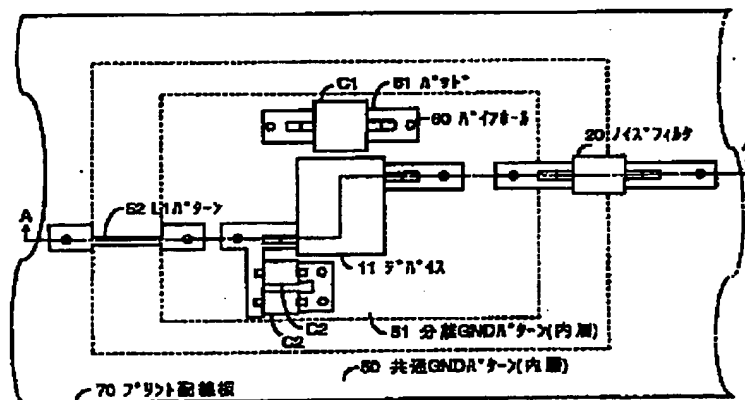 C1
51 パッド
60 バイアホール
20 ノイズフィルタ
52 L1パターン
A
11 デバイス
C2
C2
51 分離GNDパターン(内層)
50 共通GNDパターン(内層)
70 プリント配線板